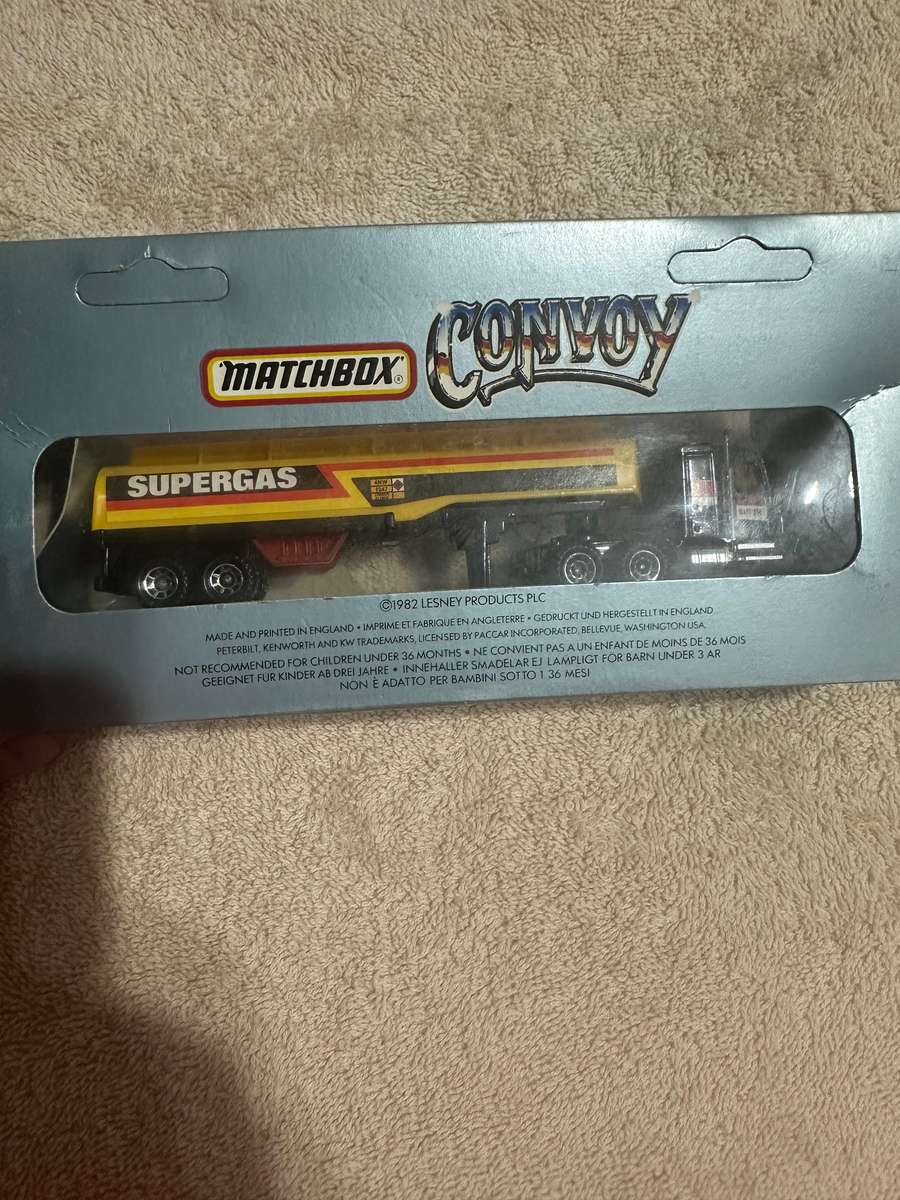 MATCHBOX®
CONVOY
SUPERGAS
©1982 LESNEY PRODUCTS PLC
MADE AND PRINTED IN ENGLAND • IMPRIME ET FABRIQUE EN ANGLETERRE • GEDRUCKT UND HERGESTELLT IN ENGLAND
PETERBILT, KENWORTH AND KW TRADEMARKS, LICENSED BY PACCAR INCORPORATED, BELLEVUE, WASHINGTON USA.
NOT RECOMMENDED FOR CHILDREN UNDER 36 MONTHS • NE CONVIENT PAS A UN ENFANT DE MOINS DE 36 MOIS
GEEIGNET FUR KINDER AB DREI JAHRE • INNEHALLER SMADELAR EJ LAMPLIGT FÖR BARN UNDER 3 AR
NON È ADATTO PER BAMBINI SOTTO 1 36 MESI